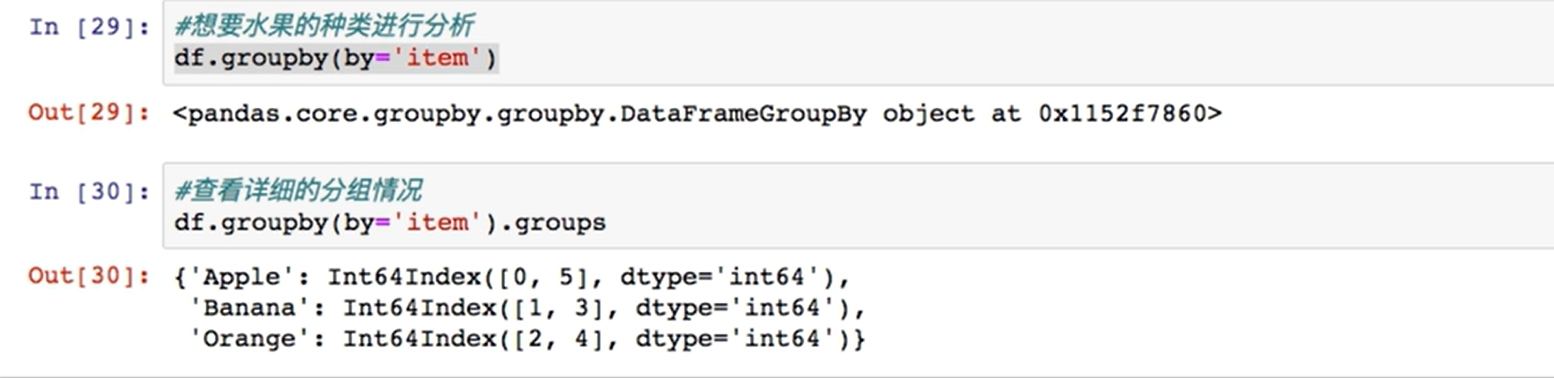 In [29]: #想要水果的种类进行分析
df.groupby(by='item')
Out[29]: <pandas.core.groupby.groupby.DataFrameGroupBy object at 0x1152f7860>
In [30]: #查看详细的分组情况
df.groupby(by='item').groups
Out[30]: {'Apple': Int64Index([0, 5], dtype='int64'),
'Banana': Int64Index([1, 3], dtype='int64'),
'Orange': Int64Index([2, 4], dtype='int64')}